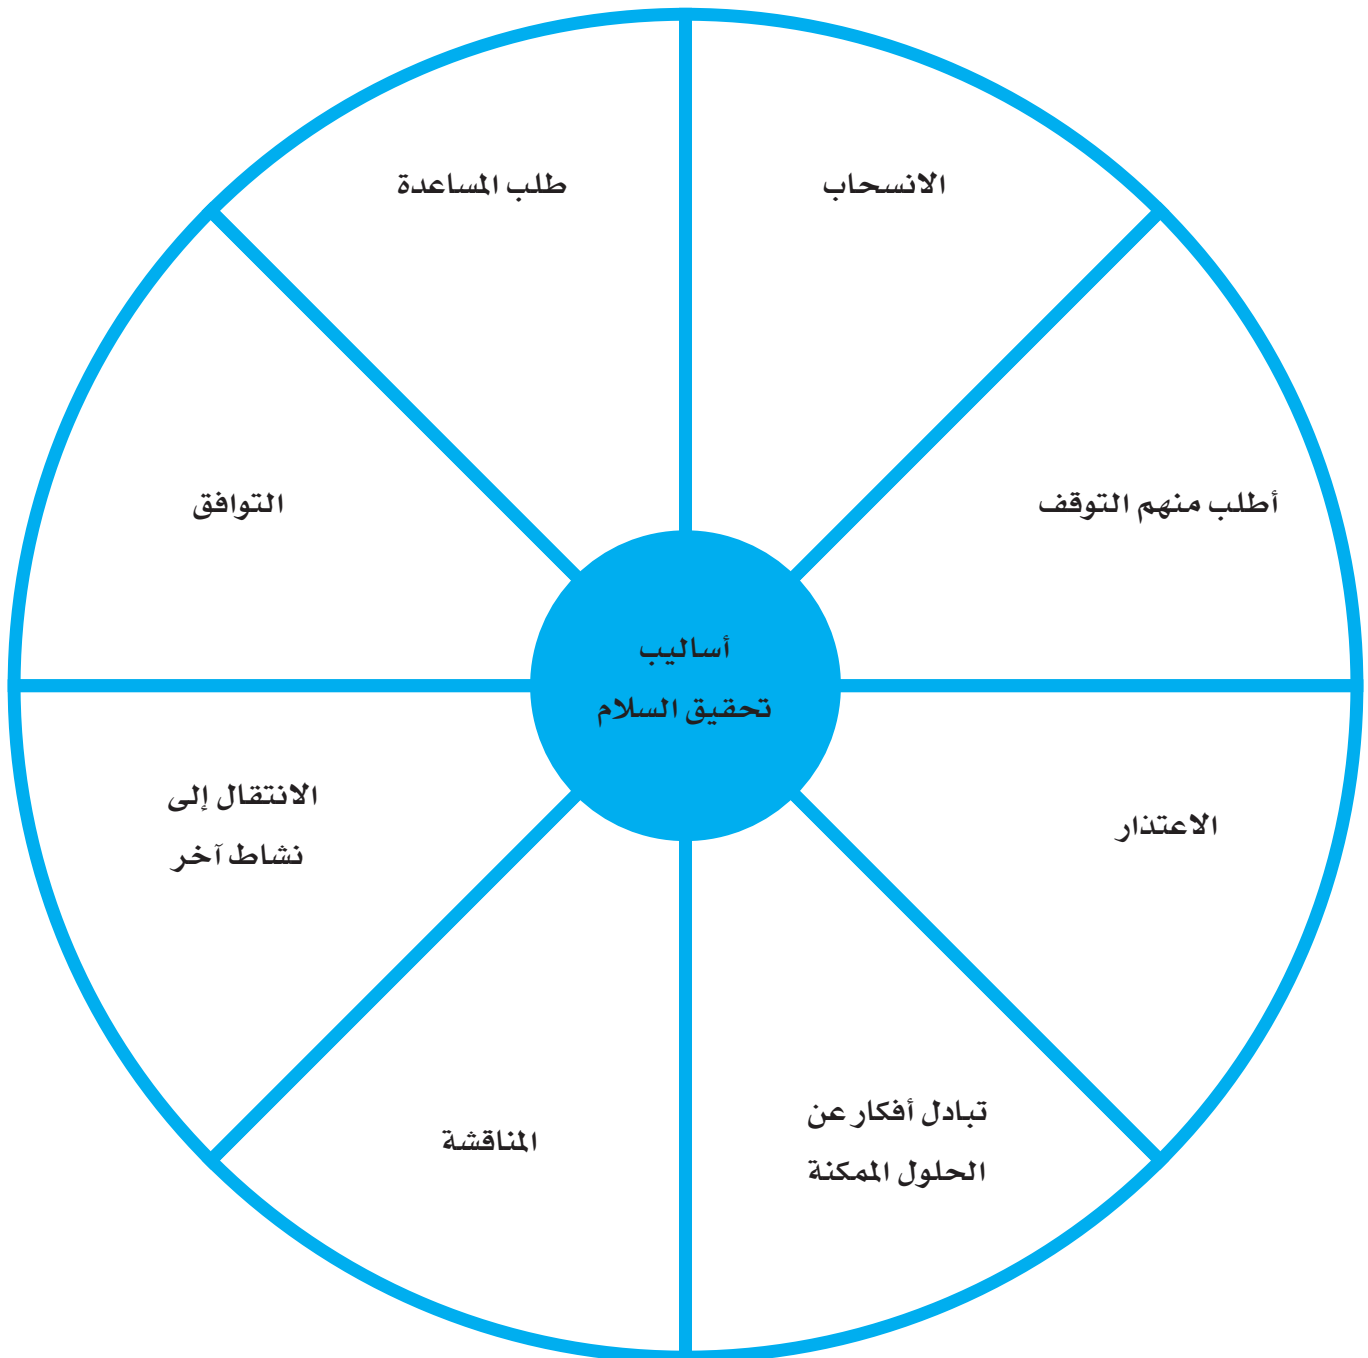 طلب المساعدة
الانسحاب
التوافق
أطلب منهم التوقف
أساليب
تحقيق السلام
الانتقال إلى
نشاط آخر
الاعتذار
المناقشة
تبادل أفكار عن
الحلول الممكنة